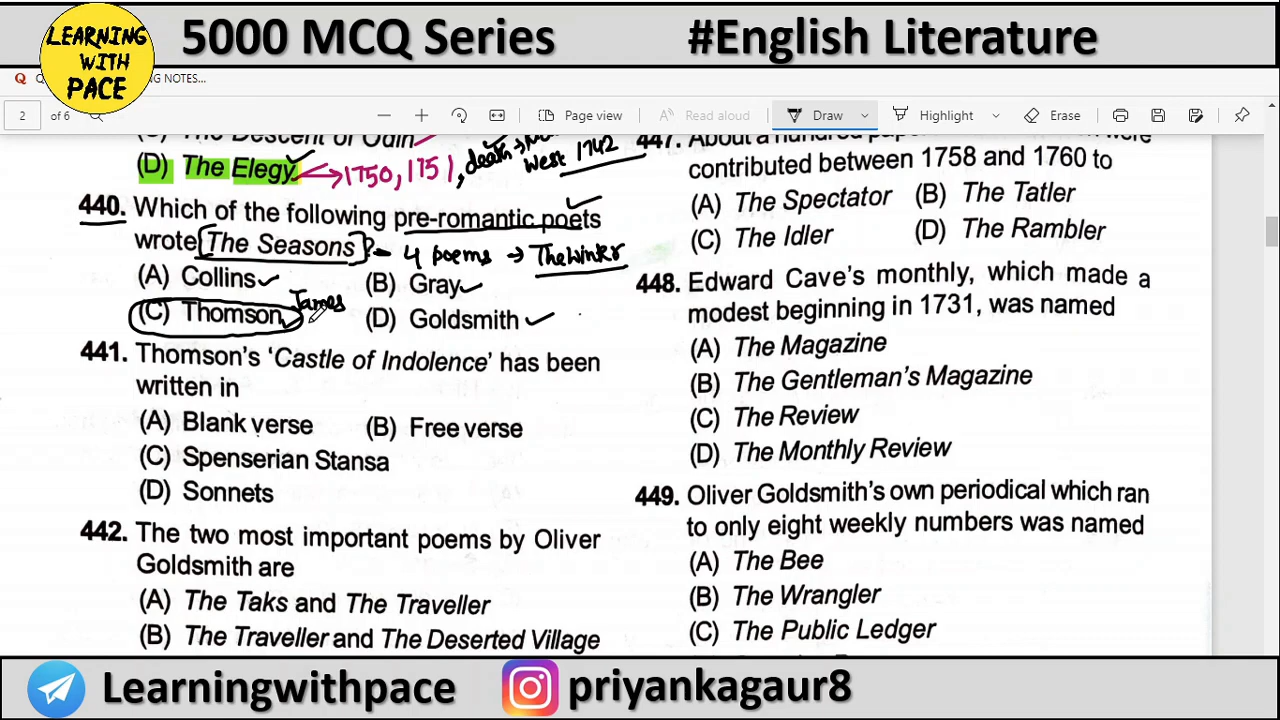 LEARNING
WITH
PACE
5000 MCQ Series
#English Literature
NG NOTES...
2 of 6
Page view
Read aloud
Draw
Highlight
Erase
The Descent of Odin
(D) The Elegy → 1750, 1751, death →
West 1742
440. Which of the following pre-romantic poets
wrote The Seasons? 4 poems → The Winter
(A) Collins (B) Gray
(C) Thomson James (D) Goldsmith
441. Thomson's 'Castle of Indolence' has been
written in
(A) Blank verse (B) Free verse
(C) Spenserian Stansa
(D) Sonnets
442. The two most important poems by Oliver
Goldsmith are
(A) The Taks and The Traveller
(B) The Traveller and The Deserted Village
447. About a hundred were
contributed between 1758 and 1760 to
(A) The Spectator (B) The Tatler
(C) The Idler (D) The Rambler
448. Edward Cave's monthly, which made a
modest beginning in 1731, was named
(A) The Magazine
(B) The Gentleman's Magazine
(C) The Review
(D) The Monthly Review
449. Oliver Goldsmith's own periodical which ran
to only eight weekly numbers was named
(A) The Bee
(B) The Wrangler
(C) The Public Ledger
Learningwithpace
priyankagaur8